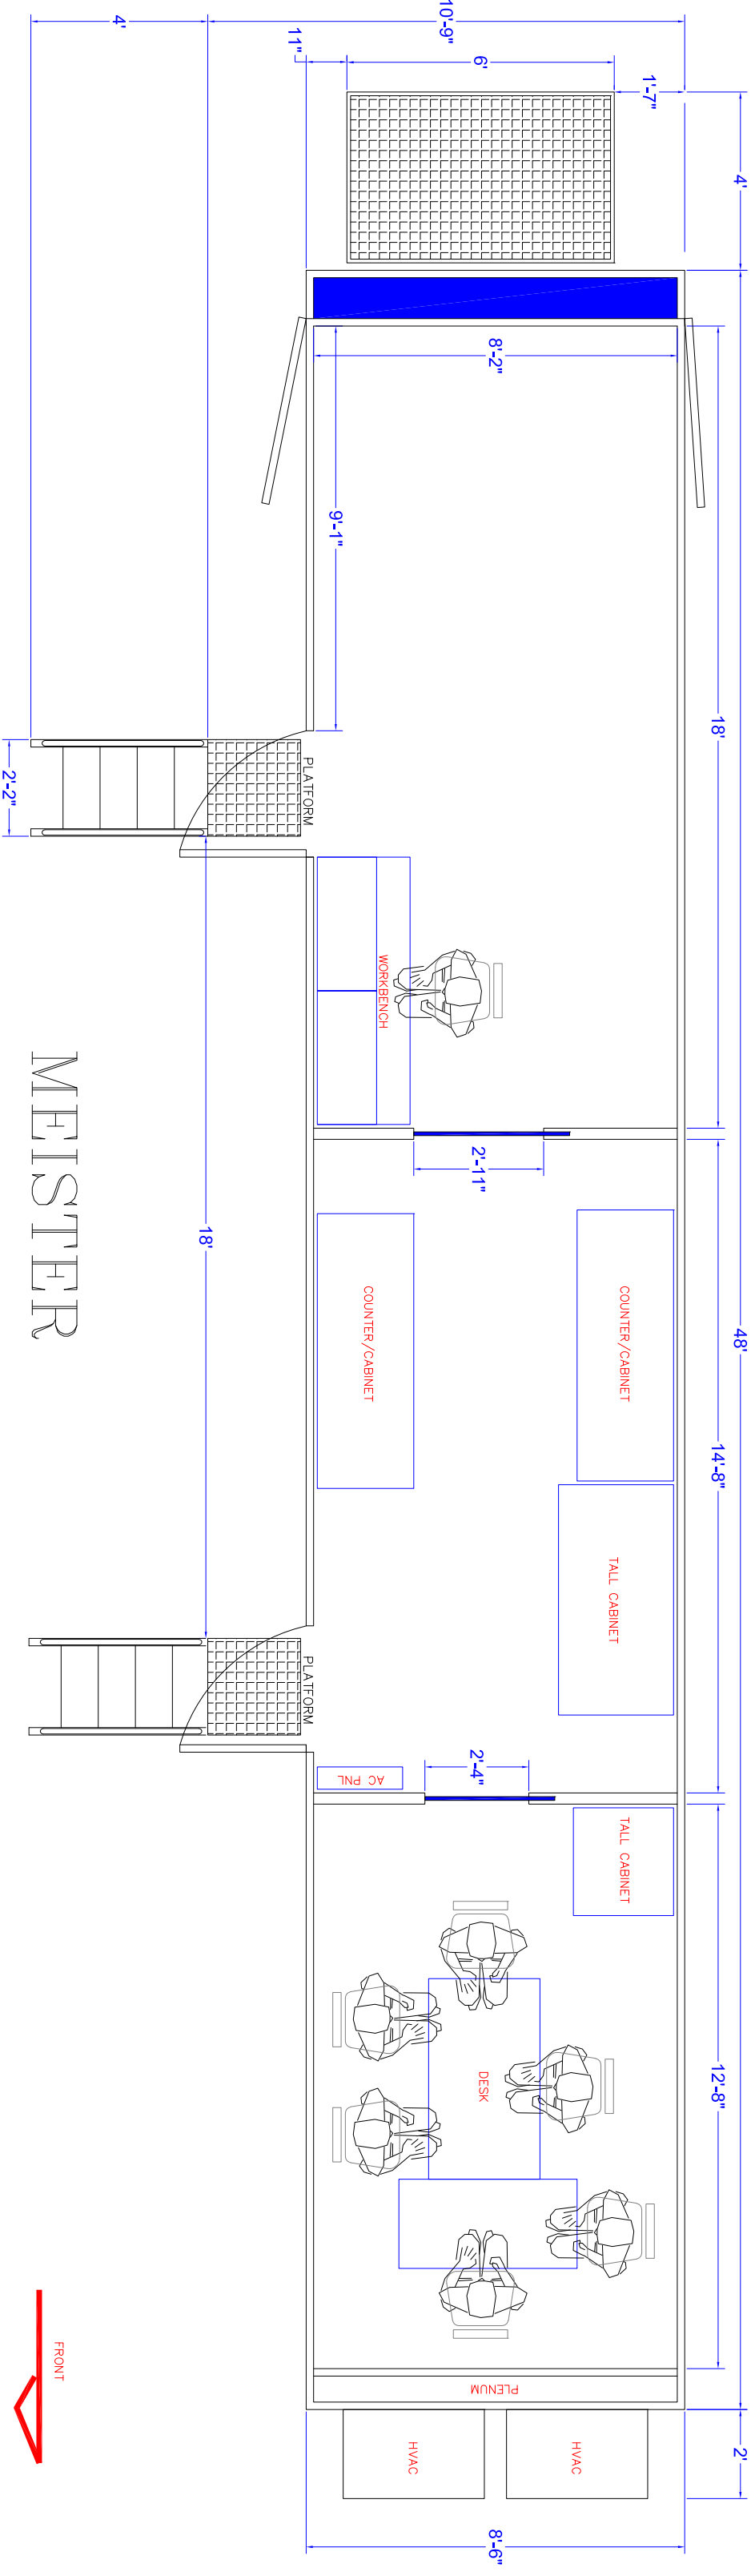 4'
10'-9"
11"
6'
1'-7"
4'
8'-2"
9'-1"
18'
PLATFORM
2'-2"
WORKBENCH
2'-11"
18'
COUNTER/CABINET
COUNTER/CABINET
48'
14'-8"
MEISTER
TALL CABINET
PLATFORM
AC PNL
2'-4"
TALL CABINET
DESK
12'-8"
FRONT
PLENUM
HVAC
HVAC
2'
8'-6"